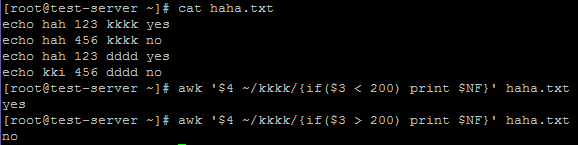 [root@test-server ~]# cat haha.txt
echo hah 123 kkkk yes
echo hah 456 kkkk no
echo hah 123 dddd yes
echo kki 456 dddd no
[root@test-server ~]# awk '$4 ~/kkkk/{if($3 < 200) print $NF}' haha.txt
yes
[root@test-server ~]# awk '$4 ~/kkkk/{if($3 > 200) print $NF}' haha.txt
no